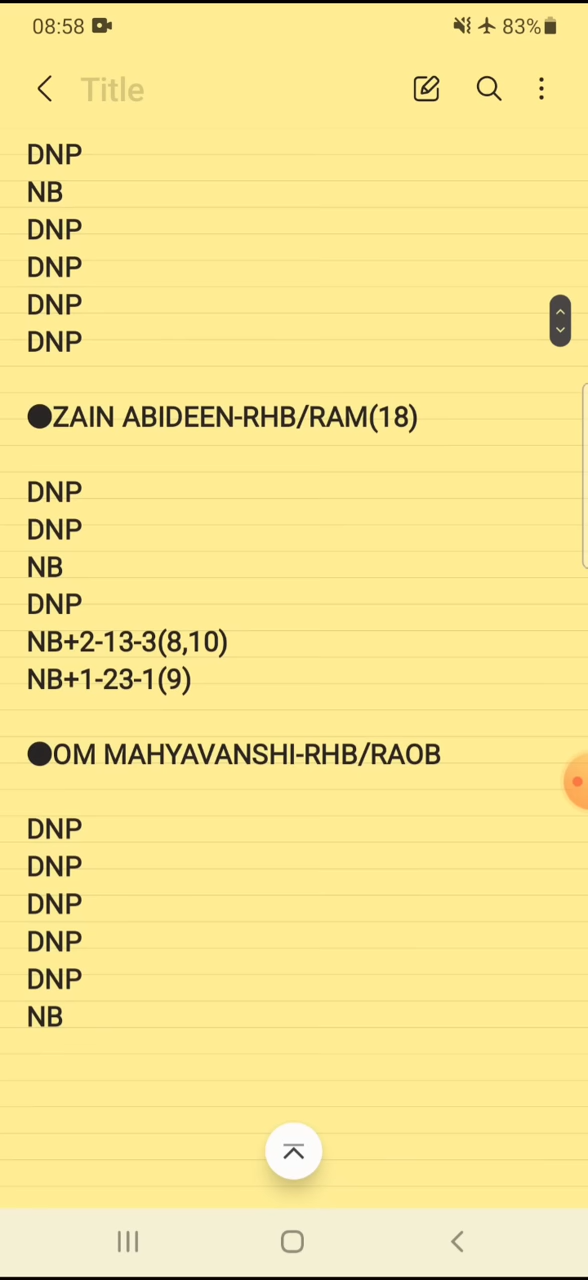 08:58
83%
Title
DNP
NB
DNP
DNP
DNP
DNP
●ZAIN ABIDEEN-RHB/RAM(18)
DNP
DNP
NB
DNP
NB+2-13-3(8,10)
NB+1-23-1(9)
●OM MAHYAVANSHI-RHB/RAOB
DNP
DNP
DNP
DNP
DNP
NB